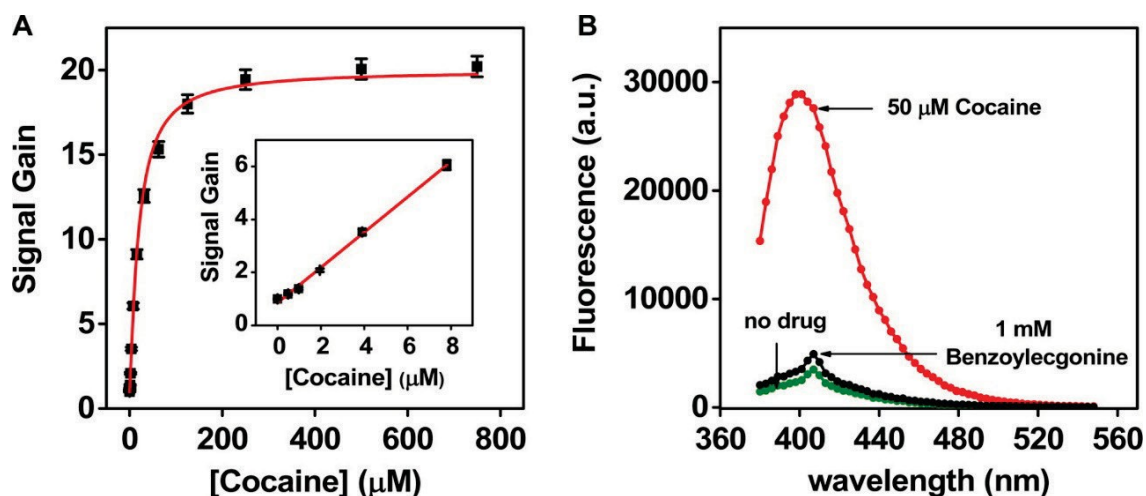 A
Signal Gain
20
15
10
5
0
0
200
400
600
800
[Cocaine] (μM)
Signal Gain
6
4
2
0
0
2
4
6
8
[Cocaine] (μM)
B
Fluorescence (a.u.)
30000
20000
10000
0
360
400
440
480
520
560
wavelength (nm)
50 μM Cocaine
no drug
1 mM
Benzoylecgonine